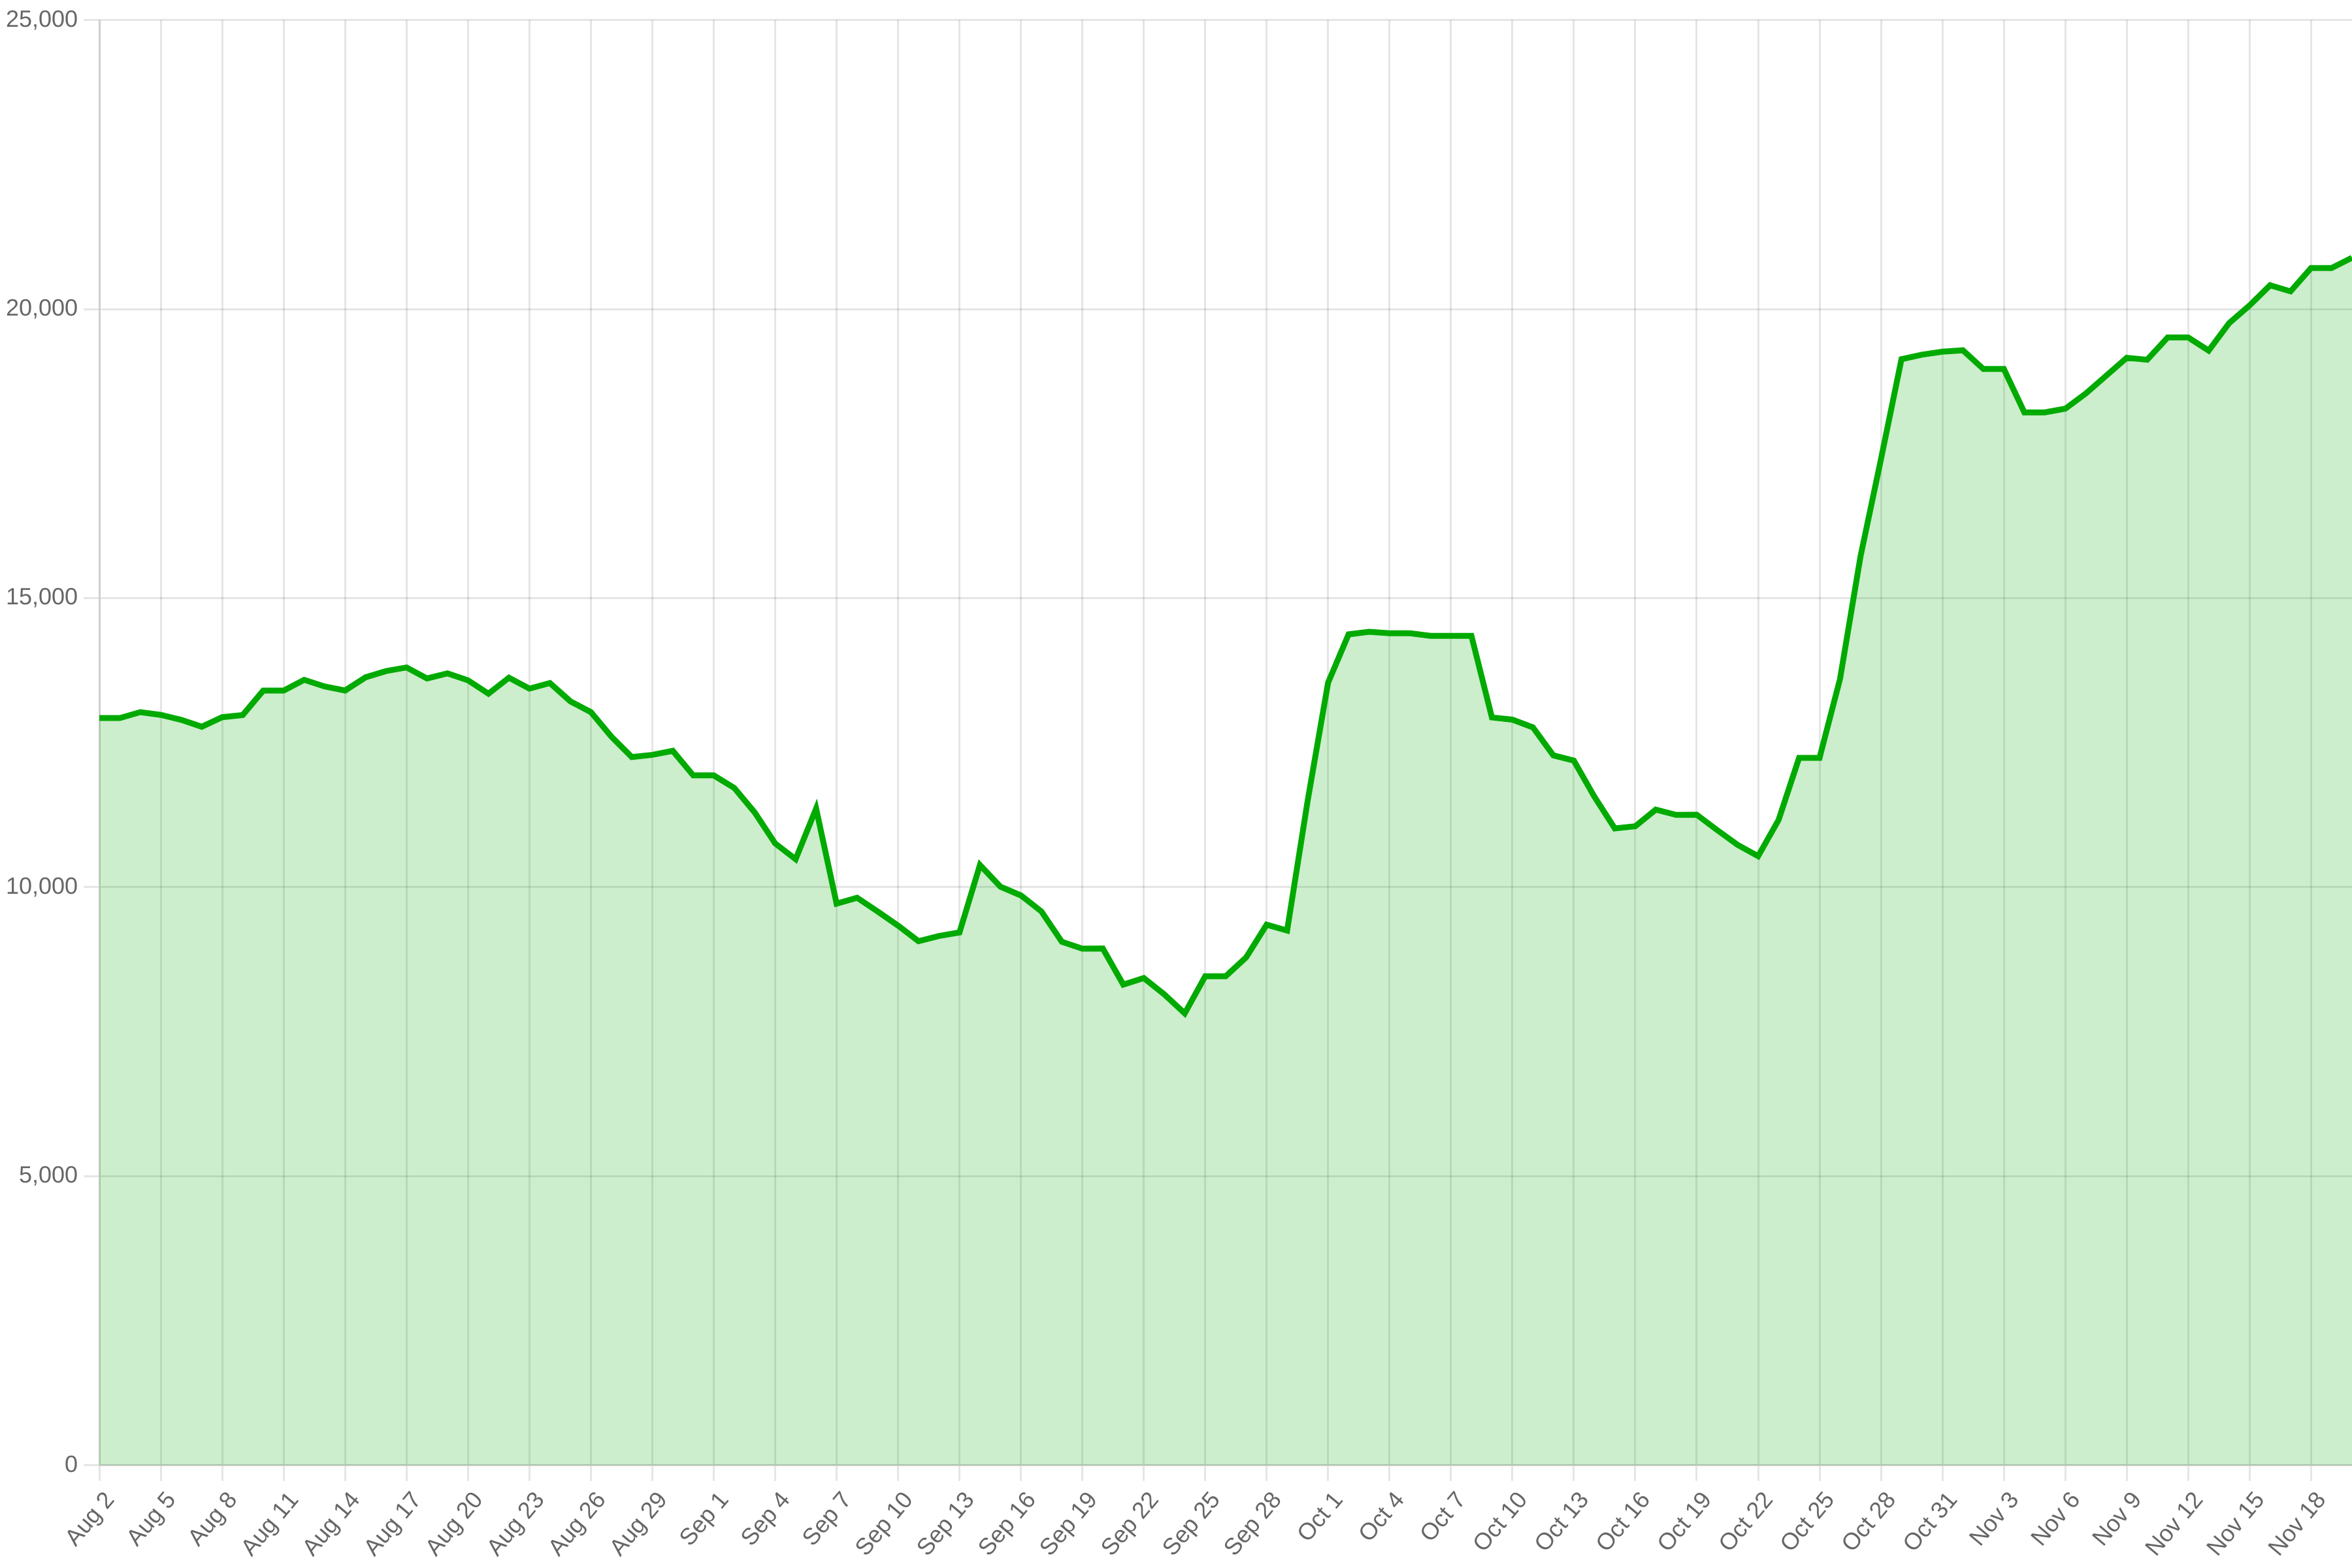 25,000
20,000
15,000
10,000
5,000
0
Aug 2
Aug 5
Aug 8
Aug 11
Aug 14
Aug 17
Aug 20
Aug 23
Aug 26
Aug 29
Sep 1
Sep 4
Sep 7
Sep 10
Sep 13
Sep 16
Sep 19
Sep 22
Sep 25
Sep 28
Oct 1
Oct 4
Oct 7
Oct 10
Oct 13
Oct 16
Oct 19
Oct 22
Oct 25
Oct 28
Oct 31
Nov 3
Nov 6
Nov 9
Nov 12
Nov 15
Nov 18